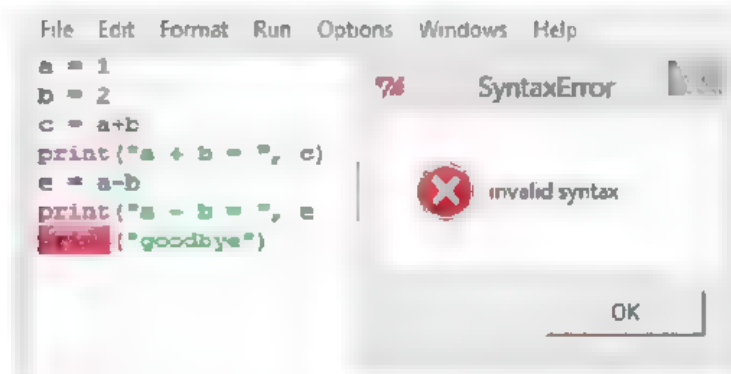 File Edit Format Run Options Windows Help
a = 1
b = 2
c = a+b
print("a + b = ", c)
e = a-b
print("a - b = ", e
("goodbye")
SyntaxError
invalid syntax
OK